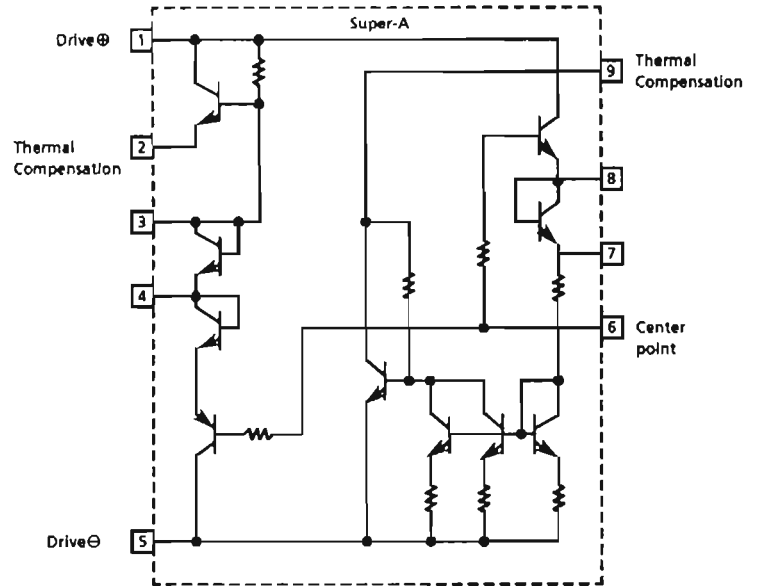 Super-A
Drive⊕ 1
9 Thermal
Compensation
2
Thermal
Compensation
8
3
7
4
6 Center
point
Drive⊖ 5